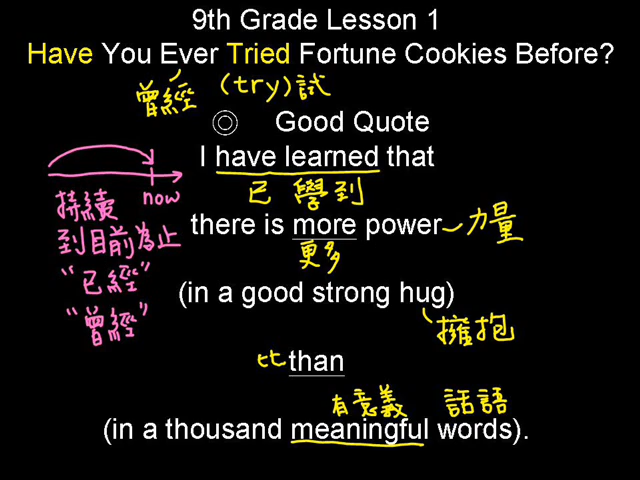 9th Grade Lesson 1
Have You Ever Tried Fortune Cookies Before?
曾經 (try)試
◎ Good Quote
I have learned that
已 學到
there is more power 力量
更多
(in a good strong hug)
擁抱
比 than
有意義 話語
(in a thousand meaningful words).
now
持續
到目前為止
“已經”
“曾經”